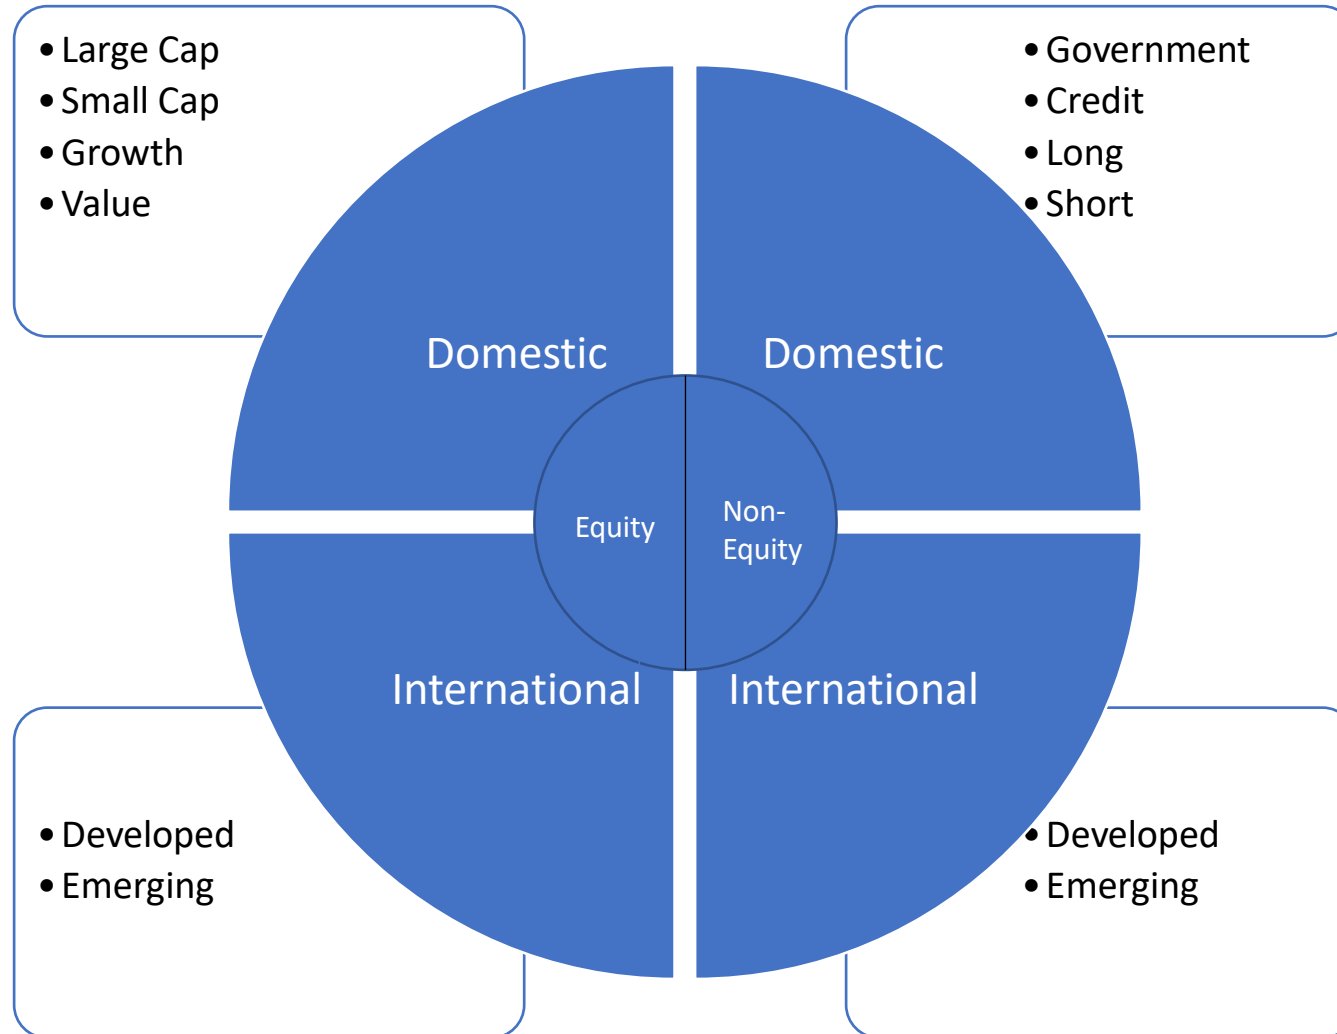 • Large Cap
• Small Cap
• Growth
• Value
• Government
• Credit
• Long
• Short
Domestic
Domestic
Equity
Non-
Equity
International
International
• Developed
• Emerging
• Developed
• Emerging